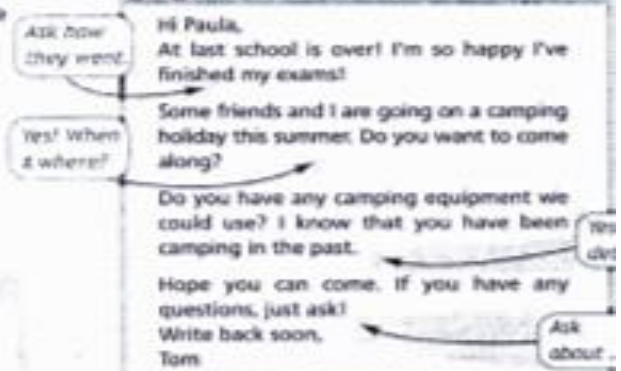 Ask how
they went.
Hi Paula,
At last school is over! I'm so happy I've
finished my exams!
Yes! When
& where?
Some friends and I are going on a camping
holiday this summer. Do you want to come
along?
Do you have any camping equipment we
could use? I know that you have been
camping in the past.
Yes
Hope you can come. If you have any
questions, just ask!
Write back soon,
Tom
Ask
about ..